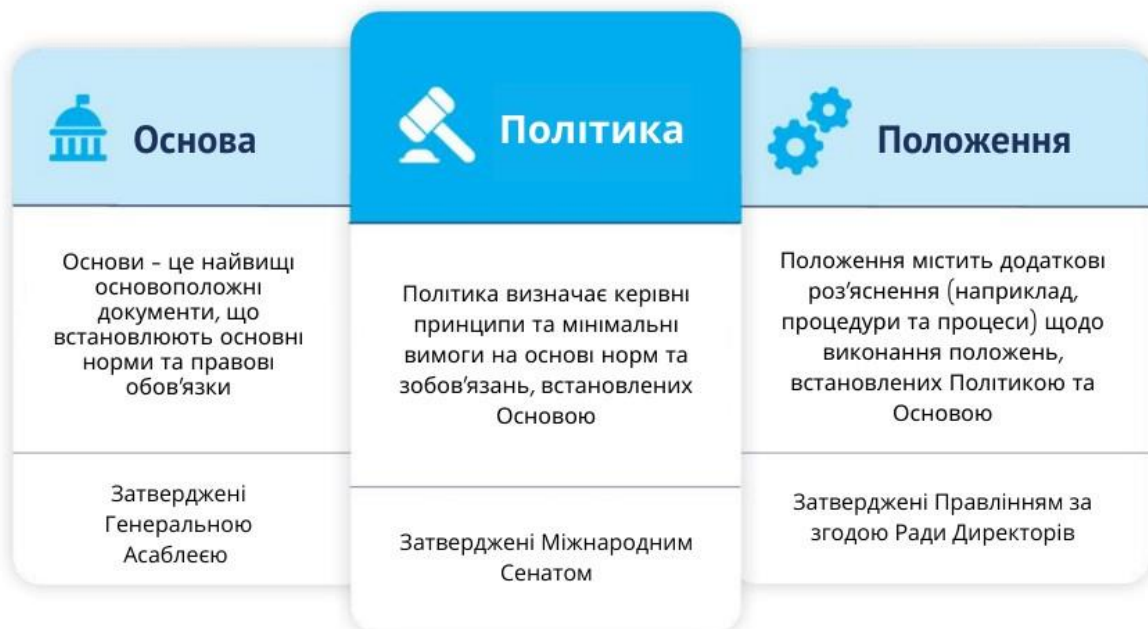 Основа
Основи – це найвищі
основоположні
документи, що
встановлюють основні
норми та правові
обов’язки
Затверджені
Генеральною
Асаблеєю
Політика
Політика визначає керівні
принципи та мінімальні
вимоги на основі норм та
зобов’язань, встановлених
Основою
Затверджені Міжнародним
Сенатом
Положення
Положення містить додаткові
роз’яснення (наприклад,
процедури та процеси) щодо
виконання положень,
встановлених Політикою та
Основою
Затверджені Правлінням за
згодою Ради Директорів